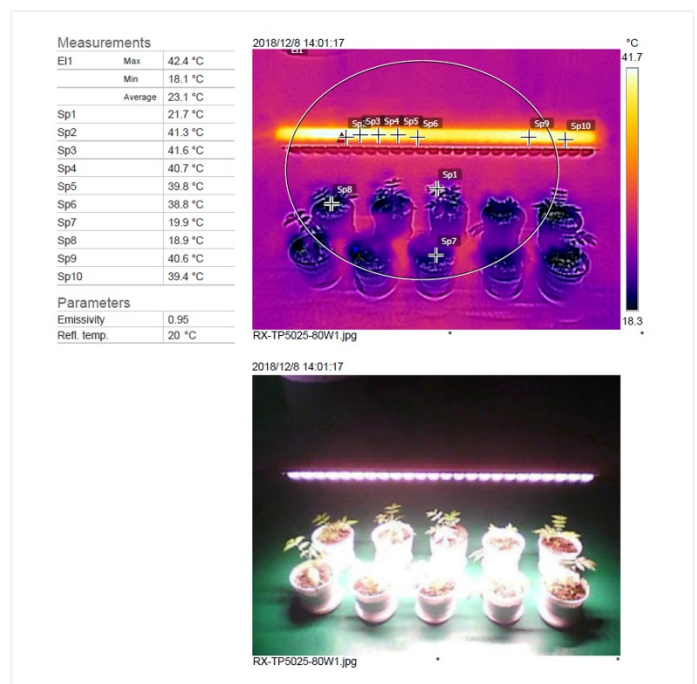 Measurements
El1 Max 42.4 °C
Min 18.1 °C
Average 23.1 °C
Sp1 21.7 °C
Sp2 41.3 °C
Sp3 41.6 °C
Sp4 40.7 °C
Sp5 39.8 °C
Sp6 38.8 °C
Sp7 19.9 °C
Sp8 18.9 °C
Sp9 40.6 °C
Sp10 39.4 °C
Parameters
Emissivity 0.95
Refl. temp. 20 °C
2018/12/8 14:01:17 °C
41.7
El1
Sp2 Sp3 Sp4 Sp5 Sp6 Sp9 Sp10
Sp1
Sp8
Sp7
18.3
RX-TP5025-80W1.jpg * *
2018/12/8 14:01:17
RX-TP5025-80W1.jpg * *